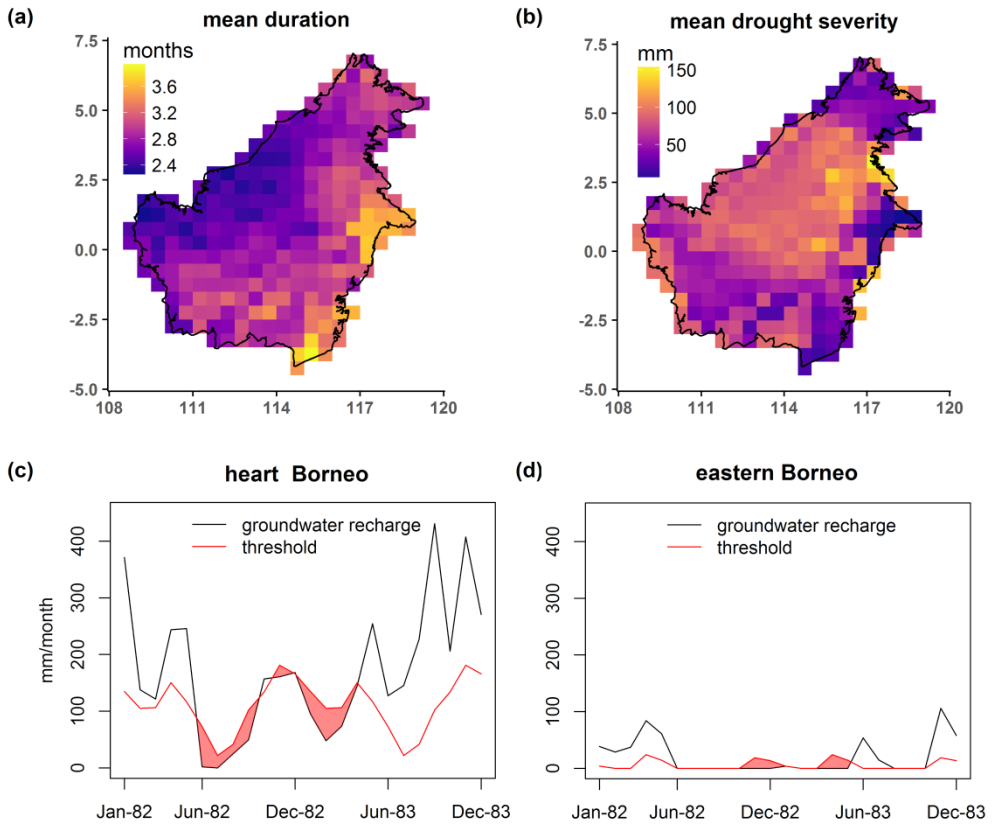 (a)
mean duration
7.5
5.0
2.5
0.0
-2.5
-5.0
108
111
114
117
120
months
3.6
3.2
2.8
2.4
(b)
mean drought severity
7.5
5.0
2.5
0.0
-2.5
-5.0
108
111
114
117
120
mm
150
100
50
(c)
heart Borneo
groundwater recharge
threshold
mm/month
400
300
200
100
0
Jan-82
Jun-82
Dec-82
Jun-83
Dec-83
(d)
eastern Borneo
groundwater recharge
threshold
400
300
200
100
0
Jan-82
Jun-82
Dec-82
Jun-83
Dec-83